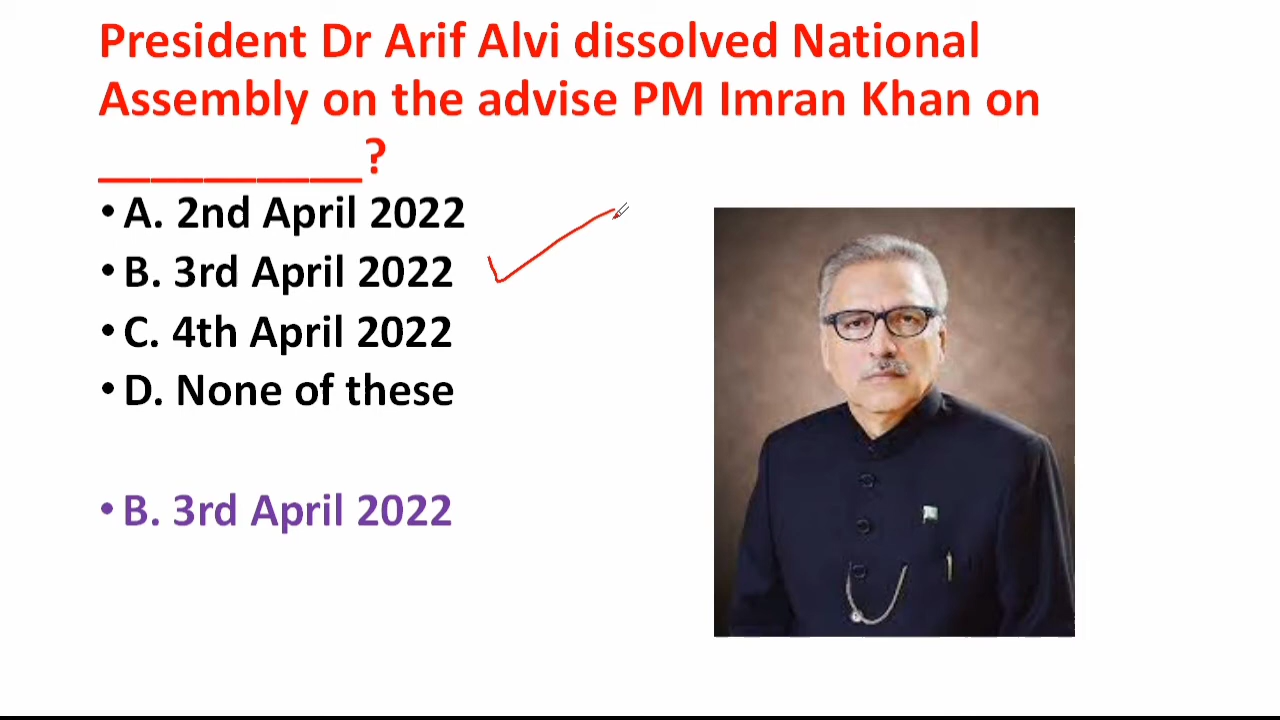 President Dr Arif Alvi dissolved National
Assembly on the advise PM Imran Khan on
__________?
• A. 2nd April 2022
• B. 3rd April 2022
• C. 4th April 2022
• D. None of these
• B. 3rd April 2022